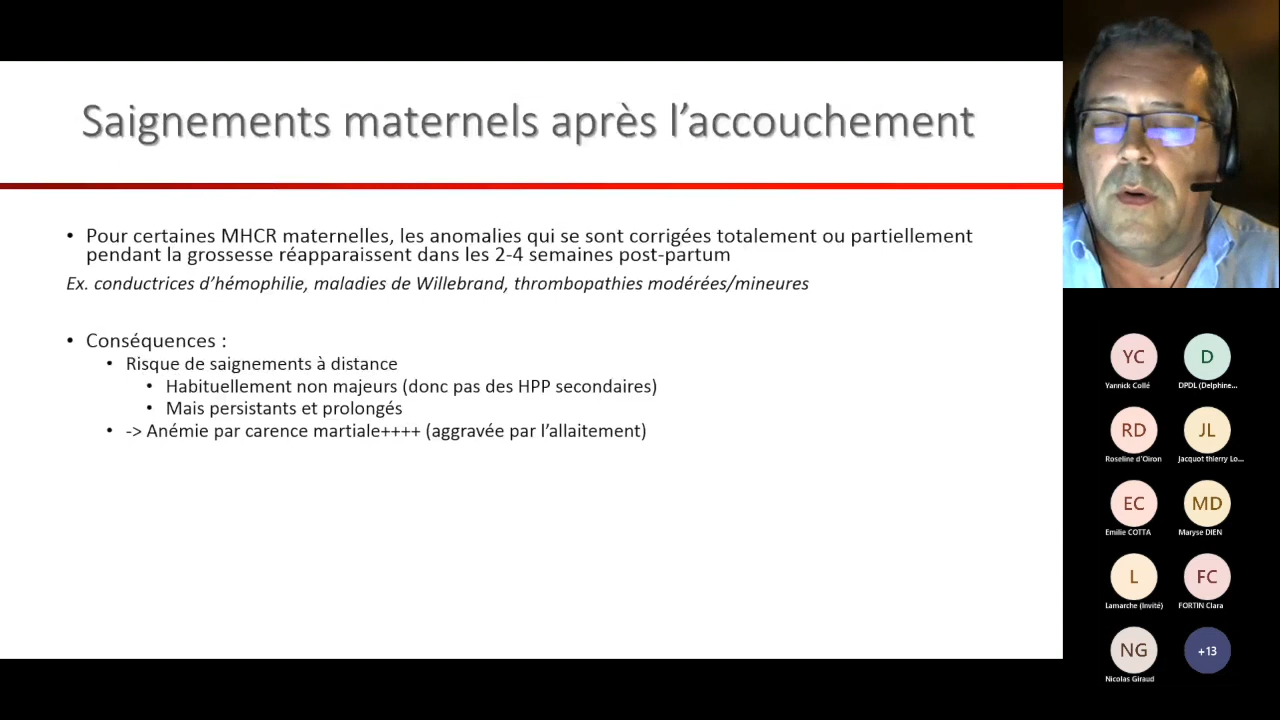 Saignements maternels après l’accouchement
• Pour certaines MHCR maternelles, les anomalies qui se sont corrigées totalement ou partiellement
pendant la grossesse réapparaissent dans les 2-4 semaines post-partum
Ex. conductrices d’hémophilie, maladies de Willebrand, thrombopathies modérées/mineures
• Conséquences :
• Risque de saignements à distance
• Habituellement non majeurs (donc pas des HPP secondaires)
• Mais persistants et prolongés
• -> Anémie par carence martiale++++ (aggravée par l’allaitement)
YC
D
Yannick Collé
DPDL (Delphine...
RD
JL
Roseline d'Oiron
Jacquot thierry Lo...
EC
MD
Emilie COTTA
Maryse DIEN
L
FC
Lamarche (Invité)
FORTIN Clara
NG
+13
Nicolas Giraud